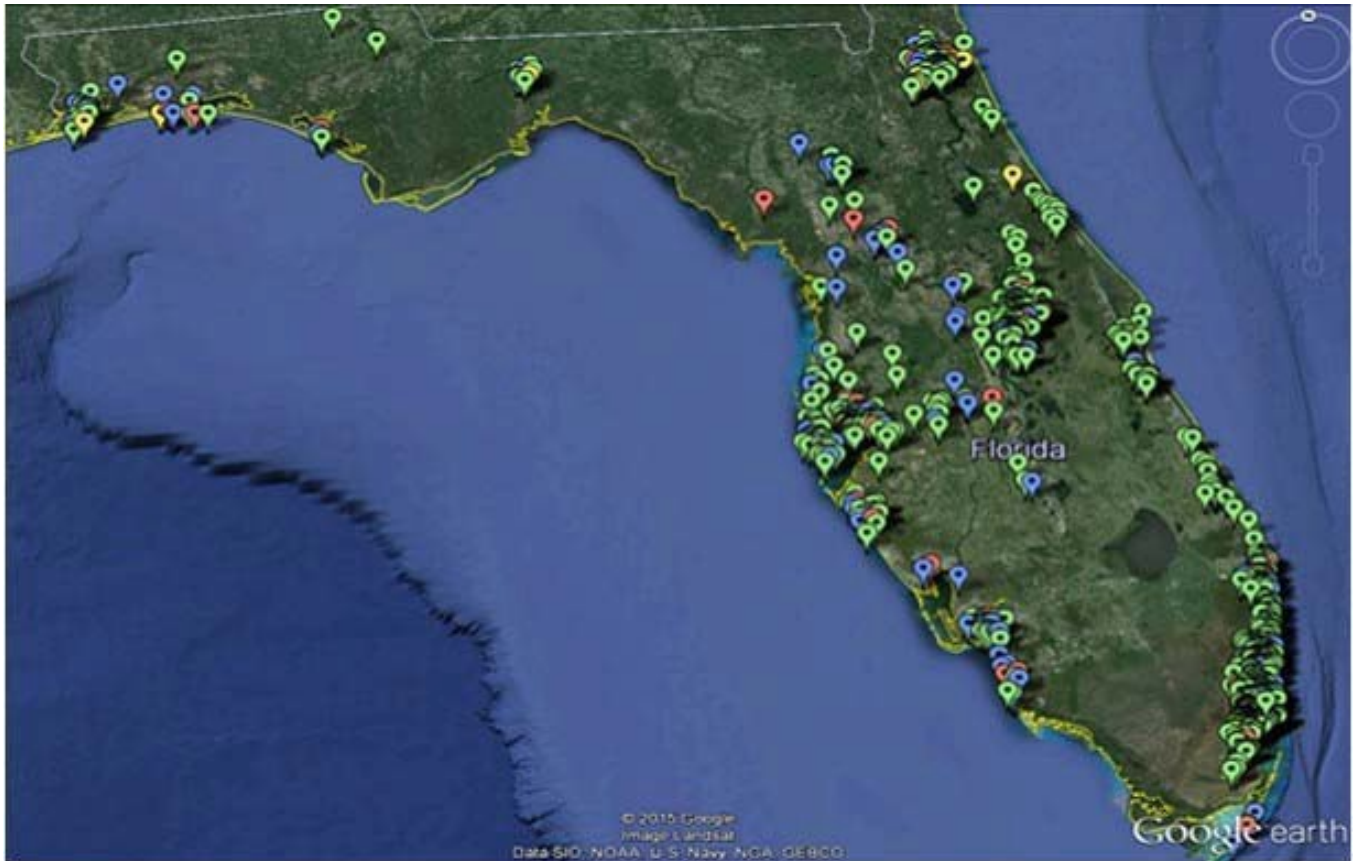 Florida
© 2015 Google
Image Landsat
Data SIO, NOAA, U.S. Navy, NGA, GEBCO
Google earth